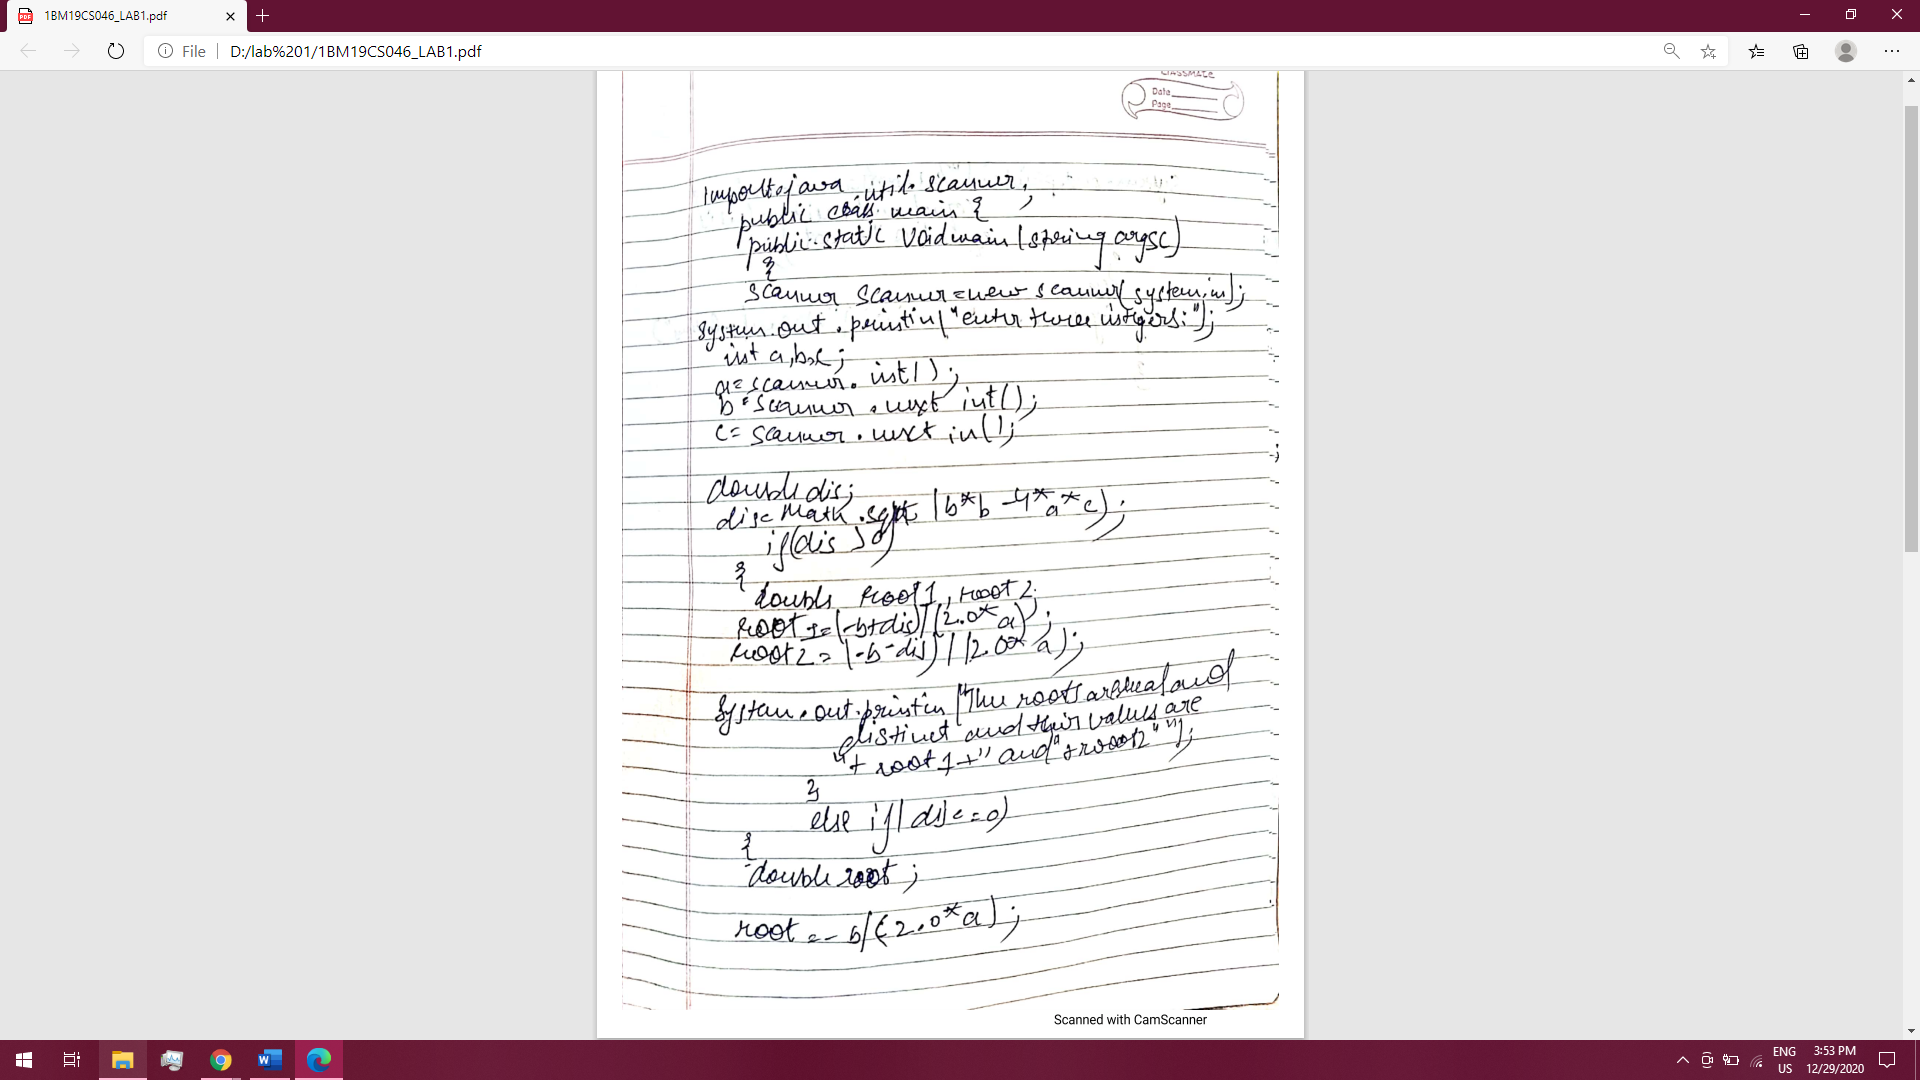 1BM19CS046_LAB1.pdf
File D:/lab%201/1BM19CS046_LAB1.pdf
CLASSMATE
Date
Page
import java util. scanner;
public class main {
public static void main (string args[)
{
scanner scanner = new scanner(system.in);
System.out.println("enter three integers:");
int a,b,c;
a= scanner. int();
b = scanner . next int();
c= scanner . next in();
double dis;
dis= Math .sqrt (b*b -4*a*c);
if(dis >0)
{
double root1, root2;
root1=(-b+dis)/(2.0*a);
root2=(-b-dis)/(2.0*a);
System.out.println("The roots are real and
distinct and their values are
"+ root1+" and "+root2" ");
}
else if(dis==0)
{
double root;
root =-b/(2.0*a);
Scanned with CamScanner
ENG
US
3:53 PM
12/29/2020